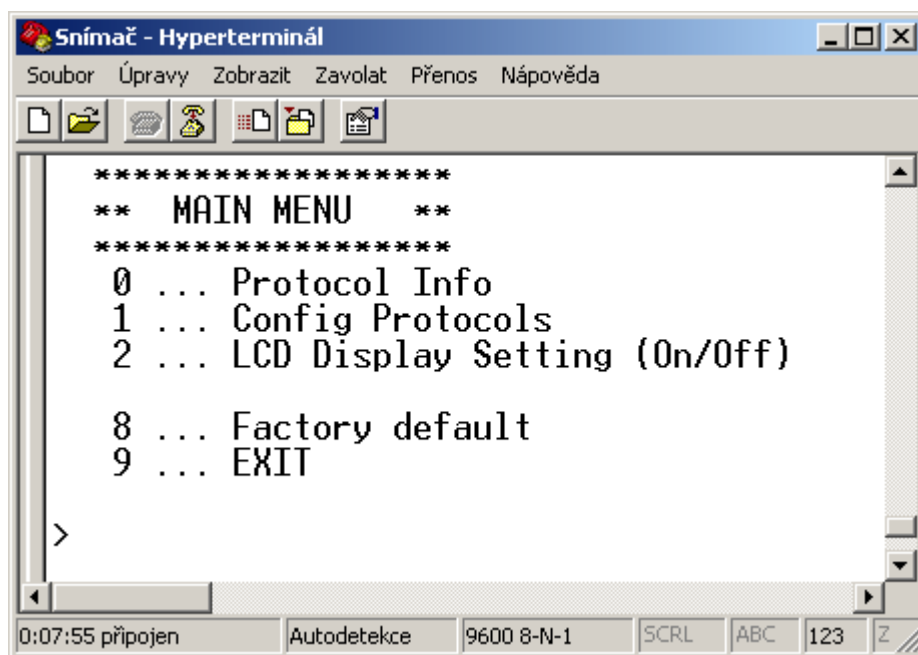 Snímač - Hyperterminál
Soubor Úpravy Zobrazit Zavolat Přenos Nápověda
******************
** MAIN MENU **
******************
0 ... Protocol Info
1 ... Config Protocols
2 ... LCD Display Setting (On/Off)
8 ... Factory default
9 ... EXIT
>
0:07:55 připojen Autodetekce 9600 8-N-1 SCRL ABC 123 Z